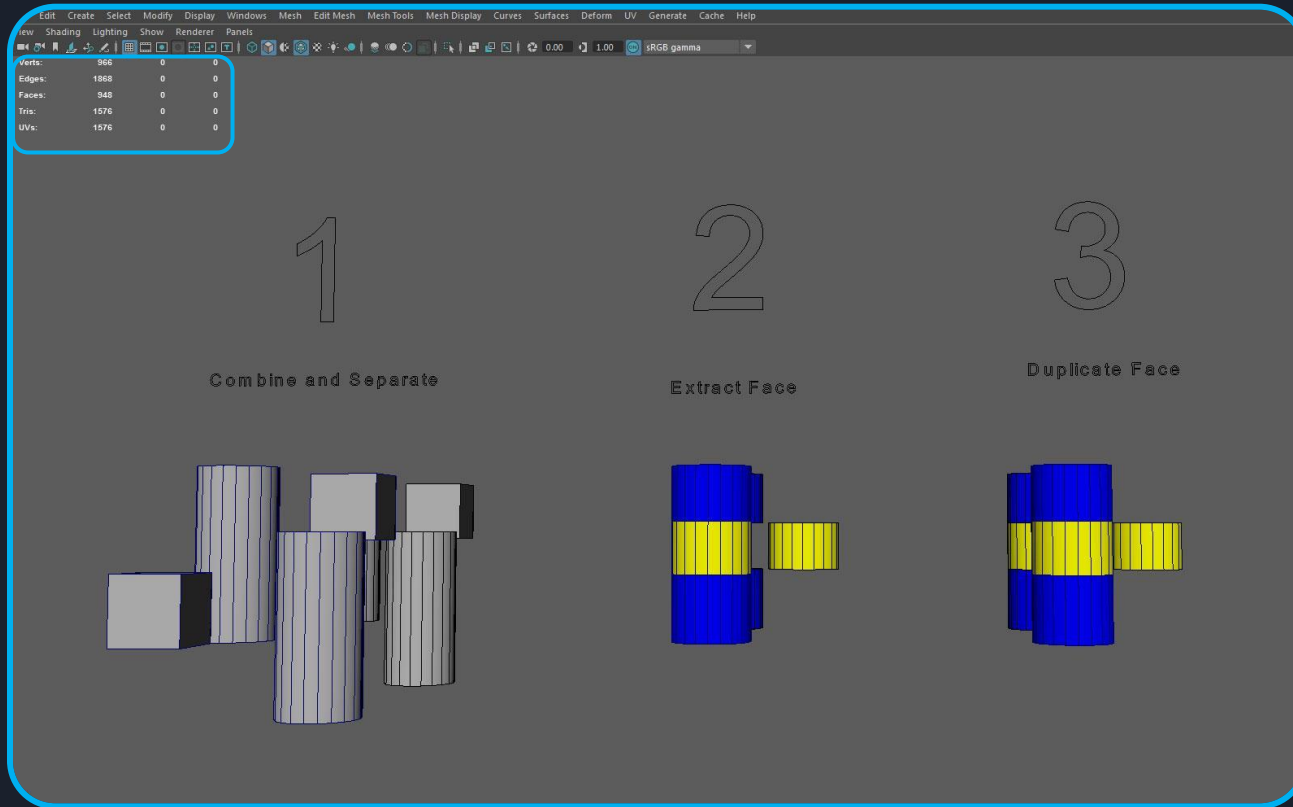 Edit Create Select Modify Display Windows Mesh Edit Mesh Mesh Tools Mesh Display Curves Surfaces Deform UV Generate Cache Help
Shading Lighting Show Renderer Panels
0.00 1.00 sRGB gamma
Verts: 966 0 0
Edges: 1868 0 0
Faces: 948 0 0
Tris: 1576 0 0
UVs: 1576 0 0
1 2 3
Combine and Separate
Extract Face
Duplicate Face